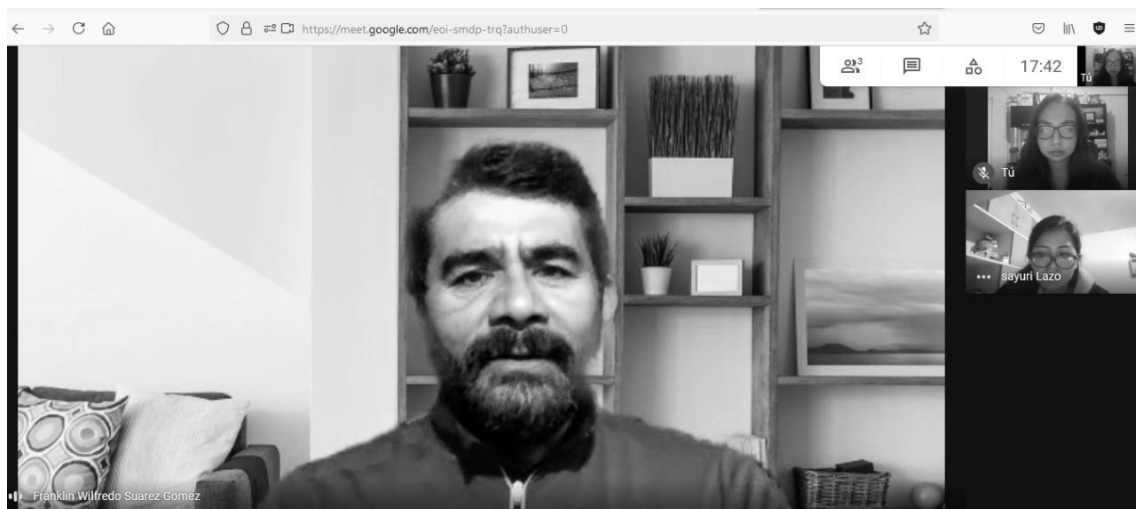 https://meet.google.com/eoi-smdp-trq?authuser=0
3
17:42
Tú
Tú
sayuri Lazo
Franklin Wilfredo Suarez Gomez